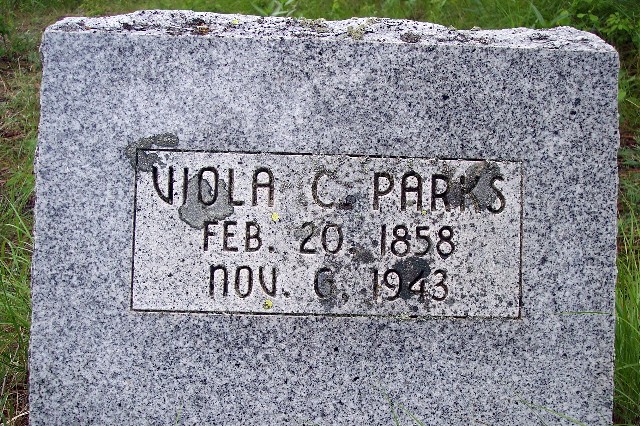 VIOLA C. PARKS
FEB. 20 1858
NOV. 6 1943